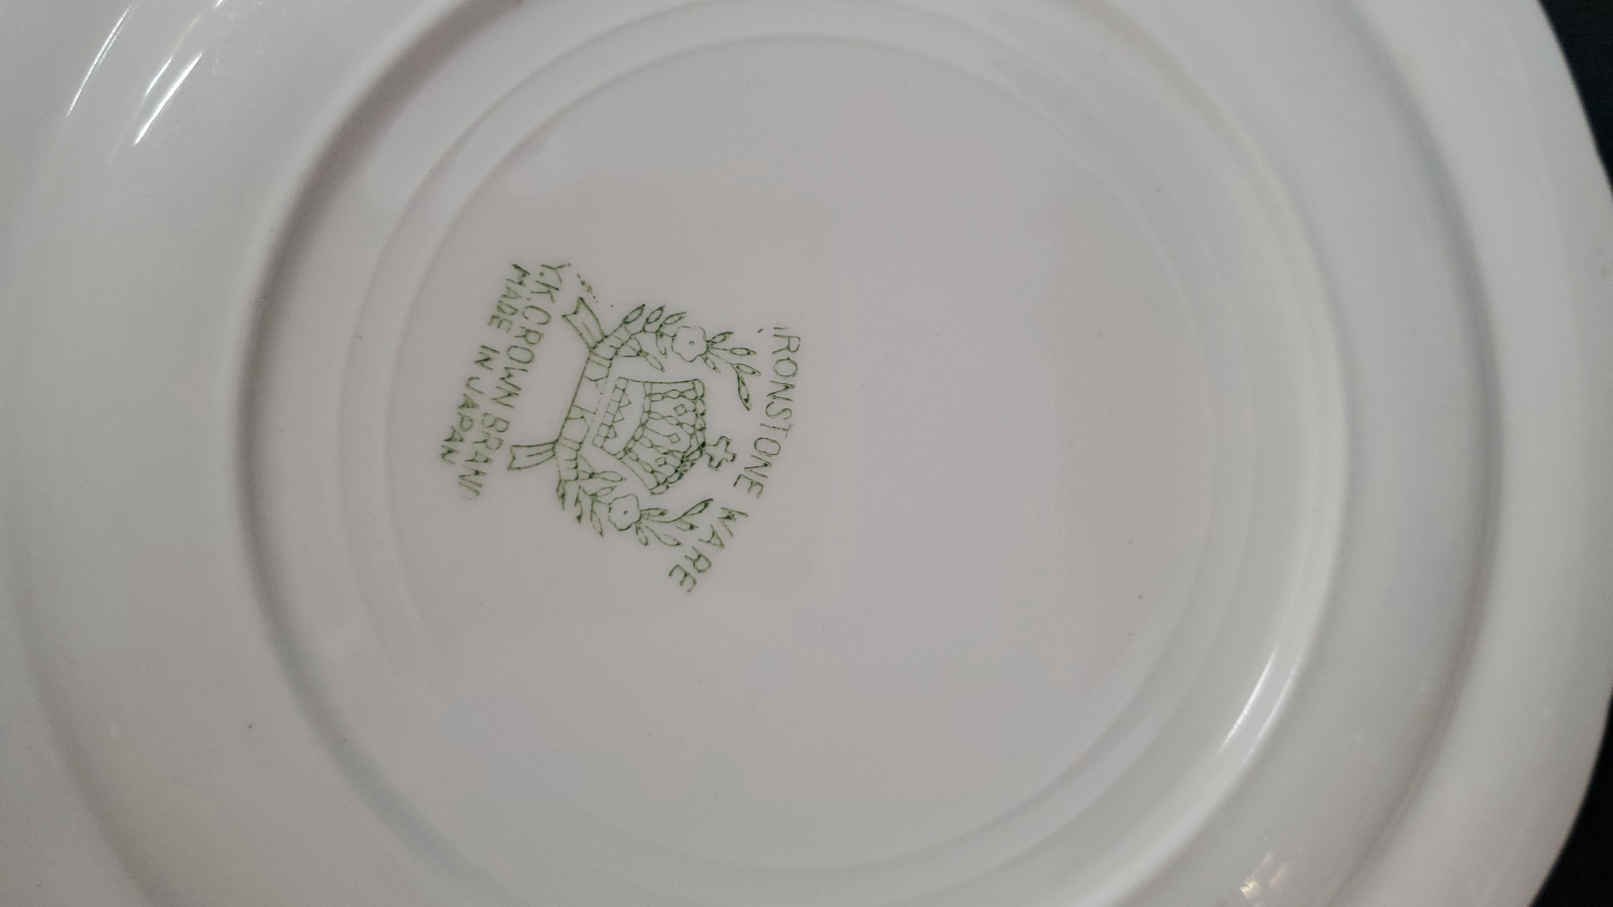 IRONSTONE WARE
Y K
Y.K.CROWN BRAND
MADE IN JAPAN